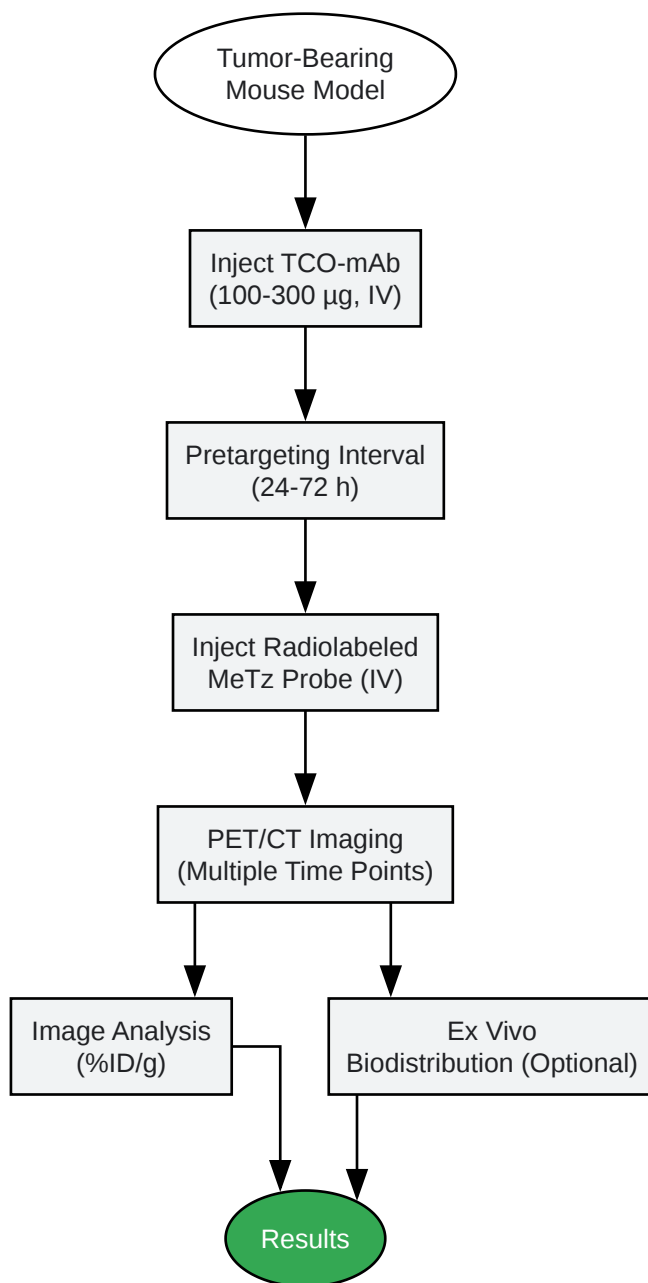 Tumor-Bearing
Mouse Model
Inject TCO-mAb
(100-300 µg, IV)
Pretargeting Interval
(24-72 h)
Inject Radiolabeled
MeTz Probe (IV)
PET/CT Imaging
(Multiple Time Points)
Image Analysis
(%ID/g)
Ex Vivo
Biodistribution (Optional)
Results